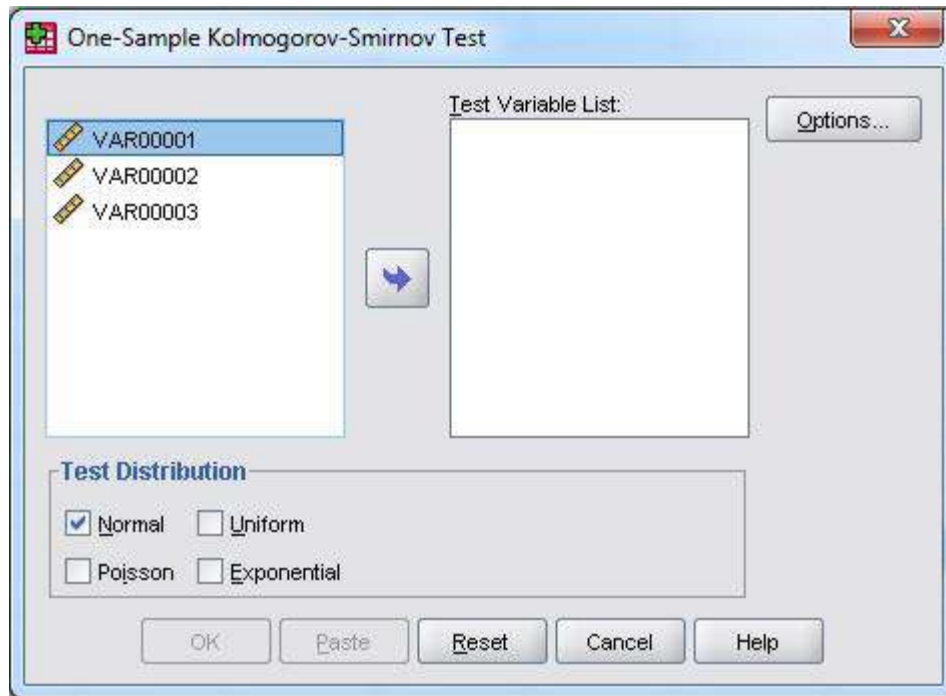 One-Sample Kolmogorov-Smirnov Test
Test Variable List:
Options...
VAR00001
VAR00002
VAR00003
Test Distribution
Normal Uniform
Poisson Exponential
OK Paste Reset Cancel Help